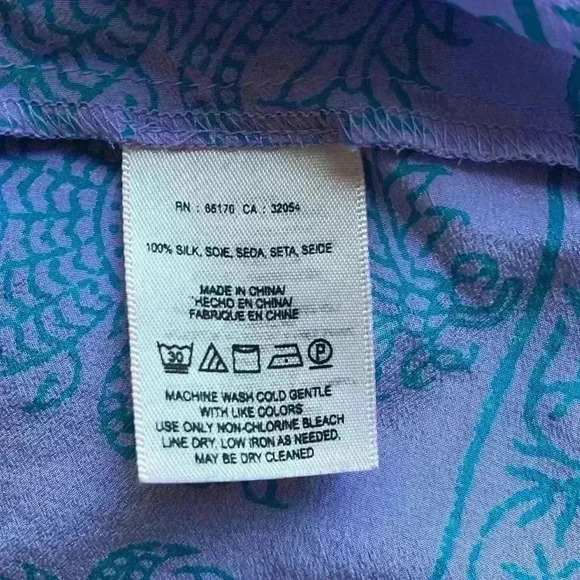 RN : 66170 CA : 32054
100% SILK, SOIE, SEDA, SETA, SEIDE
MADE IN CHINA/
HECHO EN CHINA/
FABRIQUE EN CHINE
30 P
MACHINE WASH COLD GENTLE
WITH LIKE COLORS
USE ONLY NON-CHLORINE BLEACH
LINE DRY, LOW IRON AS NEEDED,
MAY BE DRY CLEANED